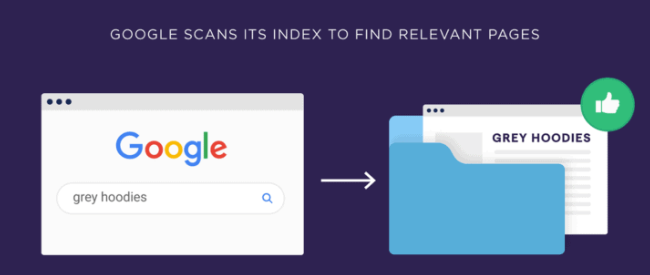 GOOGLE SCANS ITS INDEX TO FIND RELEVANT PAGES
Google
grey hoodies
GREY HOODIES